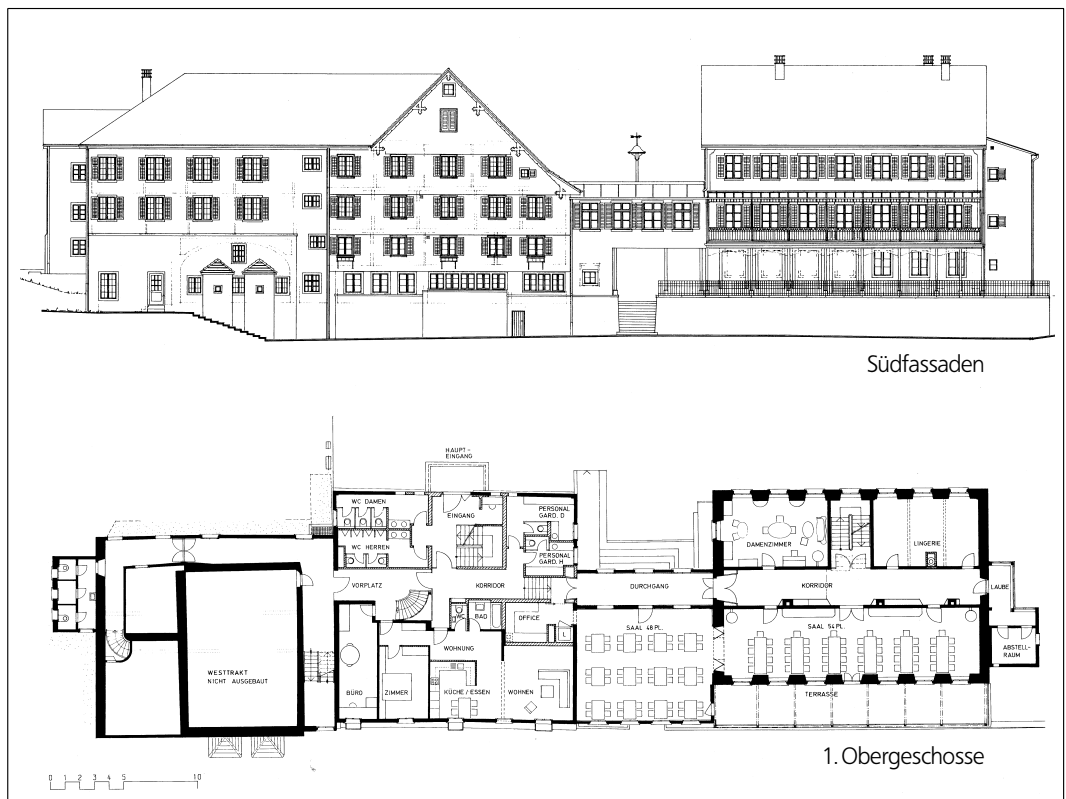 Südfassaden
HAUPT-
EINGANG
WC DAMEN
EINGANG
PERSONAL
GARD. D
WC HERREN
PERSONAL
GARD. H
DAMENZIMMER
LINGERIE
VORPLATZ
KORRIDOR
DURCHGANG
KORRIDOR
LAUBE
WC
BAD
OFFICE
L
SAAL 48 PL.
SAAL 54 PL.
WOHNUNG
ABSTELL-
RAUM
WESTTRAKT
NICHT AUSGEBAUT
BÜRO
ZIMMER
KÜCHE / ESSEN
WOHNEN
TERRASSE
1. Obergeschosse
0 1 2 3 4 5 10